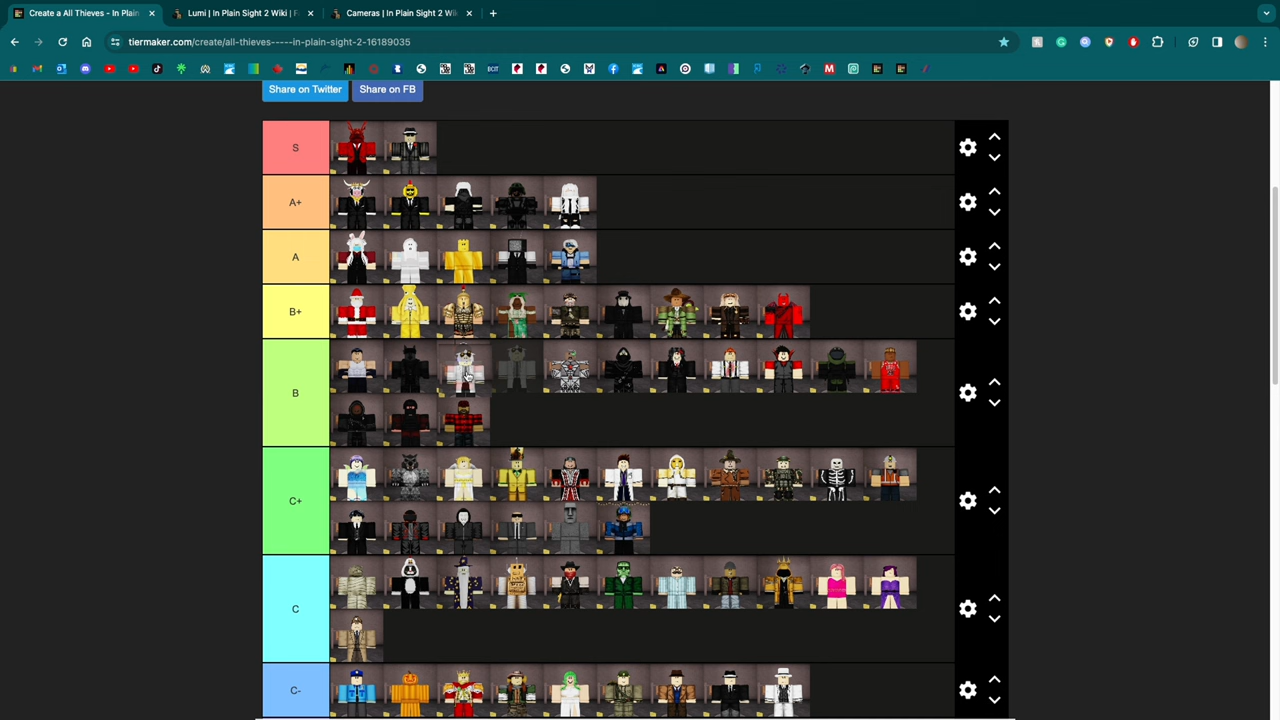 Create a All Thieves - In Plain
Lumi | In Plain Sight 2 Wiki | F
Cameras | In Plain Sight 2 Wiki
tiermaker.com/create/all-thieves-----in-plain-sight-2-16189035
Share on Twitter
Share on FB
S
A+
A
B+
B
C+
C
C-